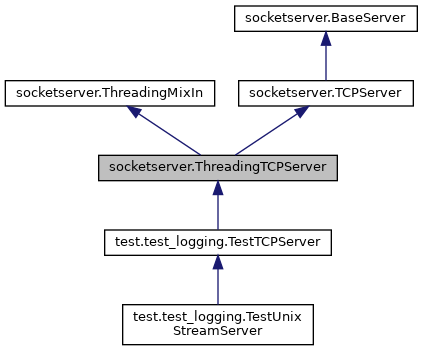 socketserver.BaseServer
socketserver.ThreadingMixIn
socketserver.TCPServer
socketserver.ThreadingTCPServer
test.test_logging.TestTCPServer
test.test_logging.TestUnix
StreamServer